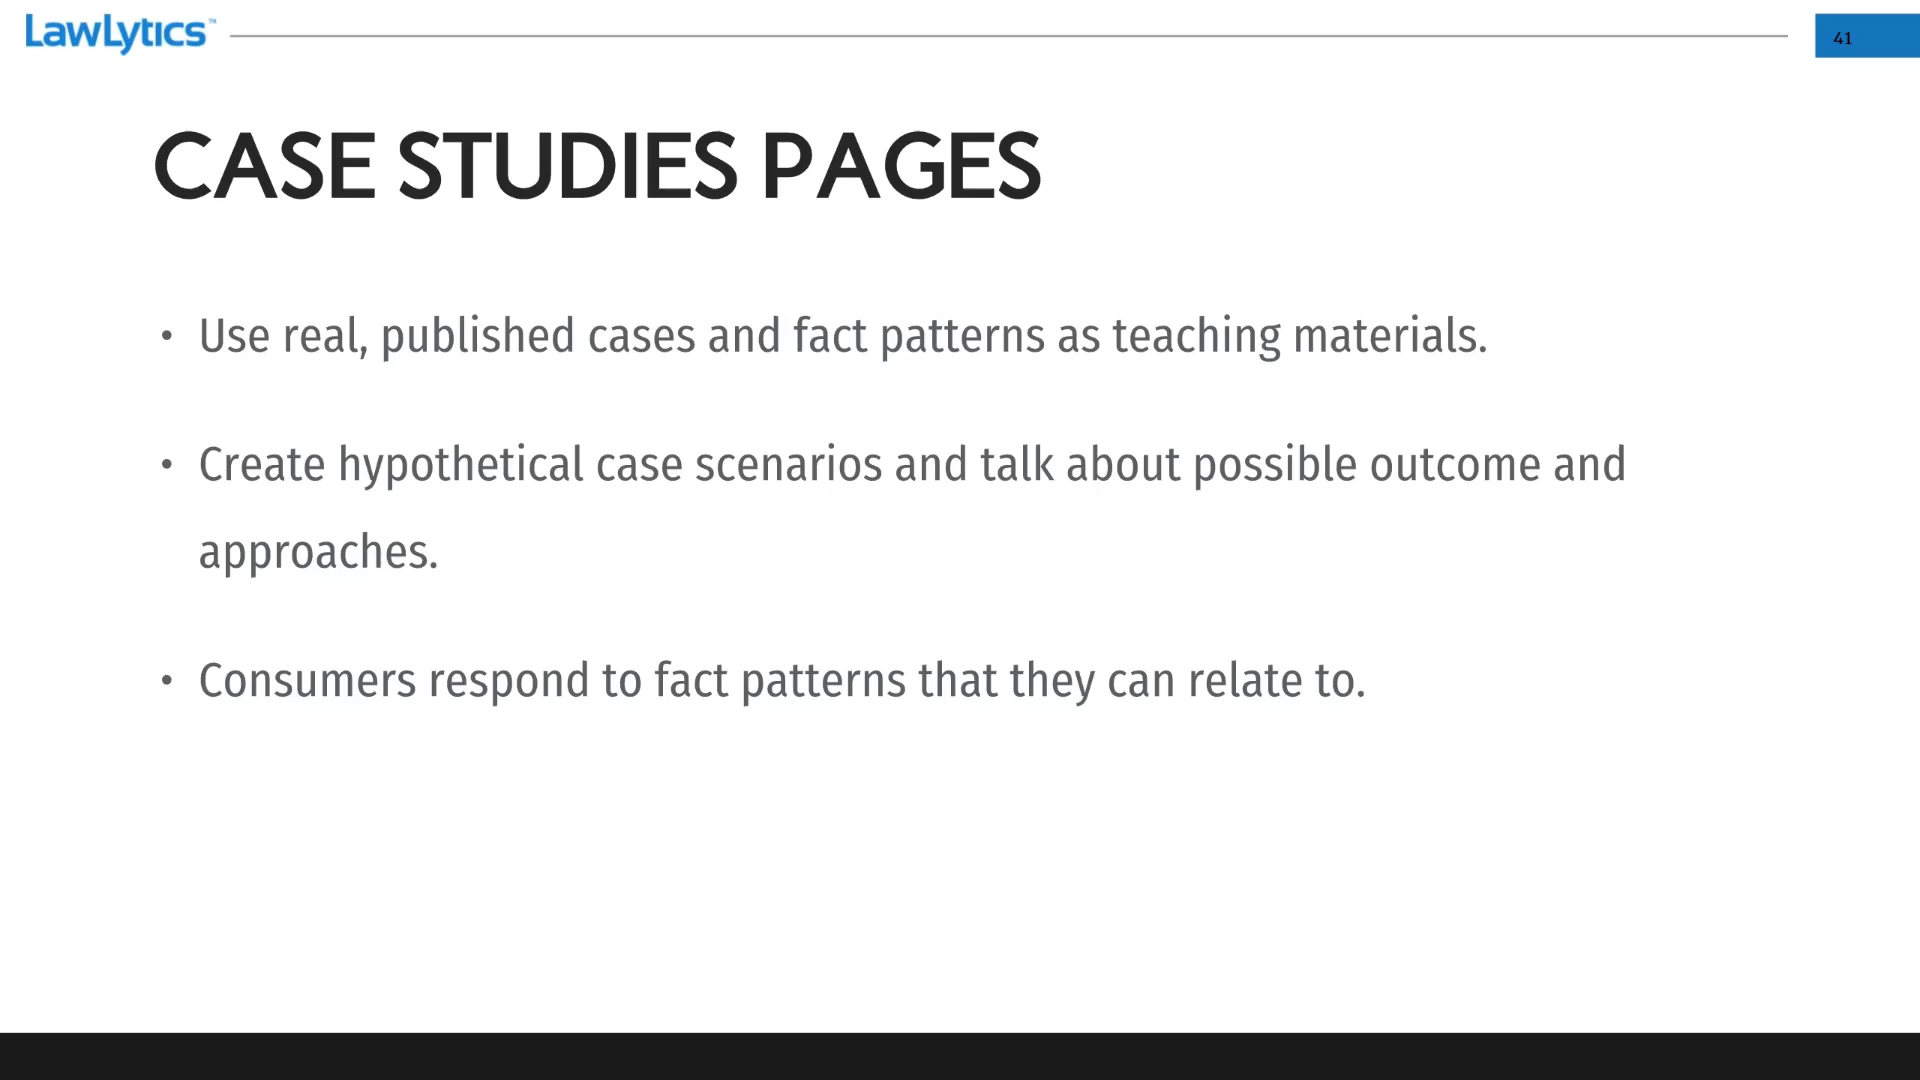 LawLytics™
41
CASE STUDIES PAGES
• Use real, published cases and fact patterns as teaching materials.
• Create hypothetical case scenarios and talk about possible outcome and
approaches.
• Consumers respond to fact patterns that they can relate to.